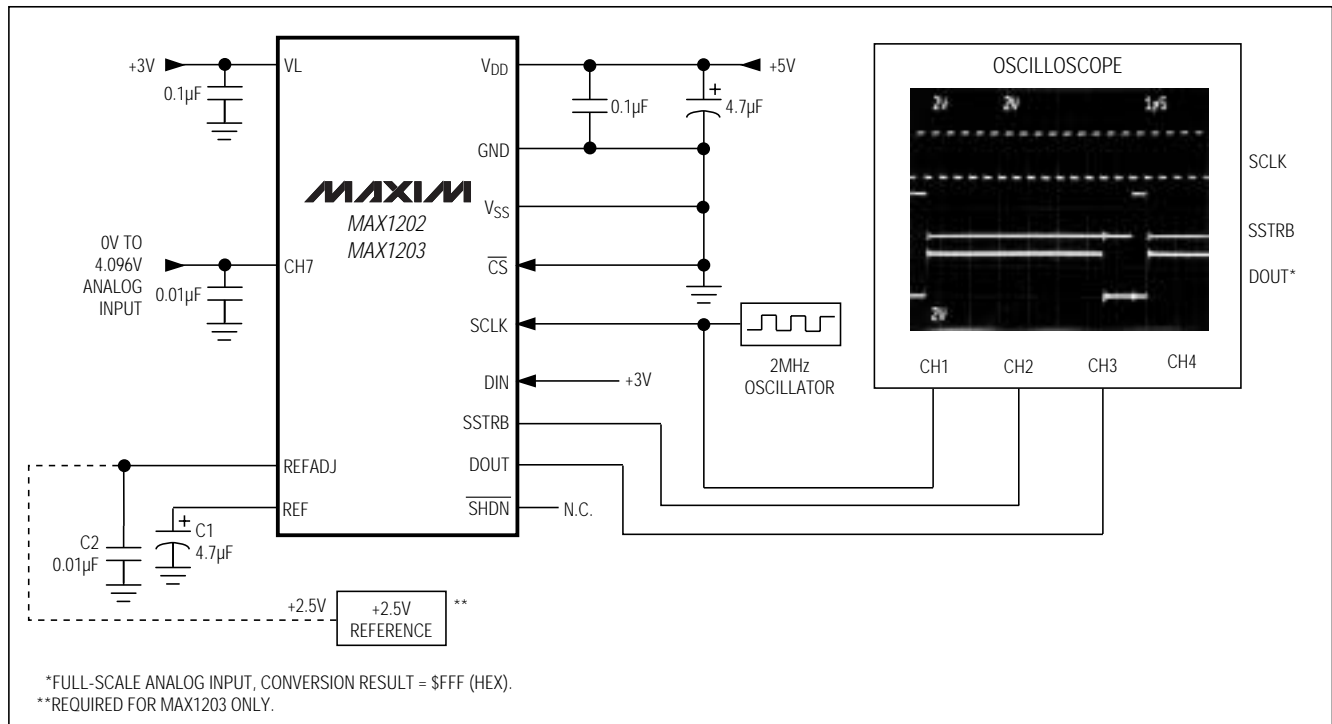 +3V
VL
0.1µF
0V TO
4.096V
ANALOG
INPUT
CH7
0.01µF
REFADJ
REF
C2
0.01µF
+
C1
4.7µF
MAXIM
MAX1202
MAX1203
VDD
GND
VSS
CS
SCLK
DIN
SSTRB
DOUT
SHDN
N.C.
+5V
0.1µF
+
4.7µF
2MHz
OSCILLATOR
+3V
+2.5V
+2.5V
REFERENCE
**
OSCILLOSCOPE
2V
2V
1µS
2V
SCLK
SSTRB
DOUT*
CH1
CH2
CH3
CH4
*FULL-SCALE ANALOG INPUT, CONVERSION RESULT = $FFF (HEX).
**REQUIRED FOR MAX1203 ONLY.